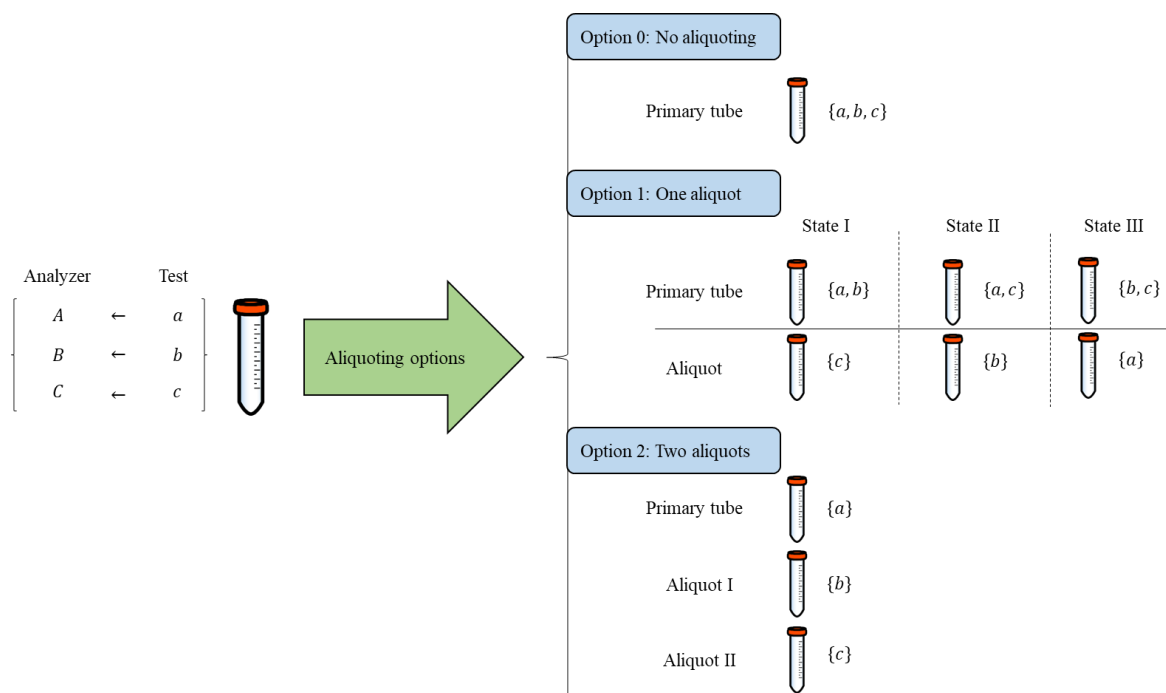 Option 0: No aliquoting
Primary tube {a, b, c}
Option 1: One aliquot
State I State II State III
Analyzer Test
Primary tube {a, b} {a, c} {b, c}
A ← a
B ← b
Aliquoting options
C ← c
Aliquot {c} {b} {a}
Option 2: Two aliquots
Primary tube {a}
Aliquot I {b}
Aliquot II {c}